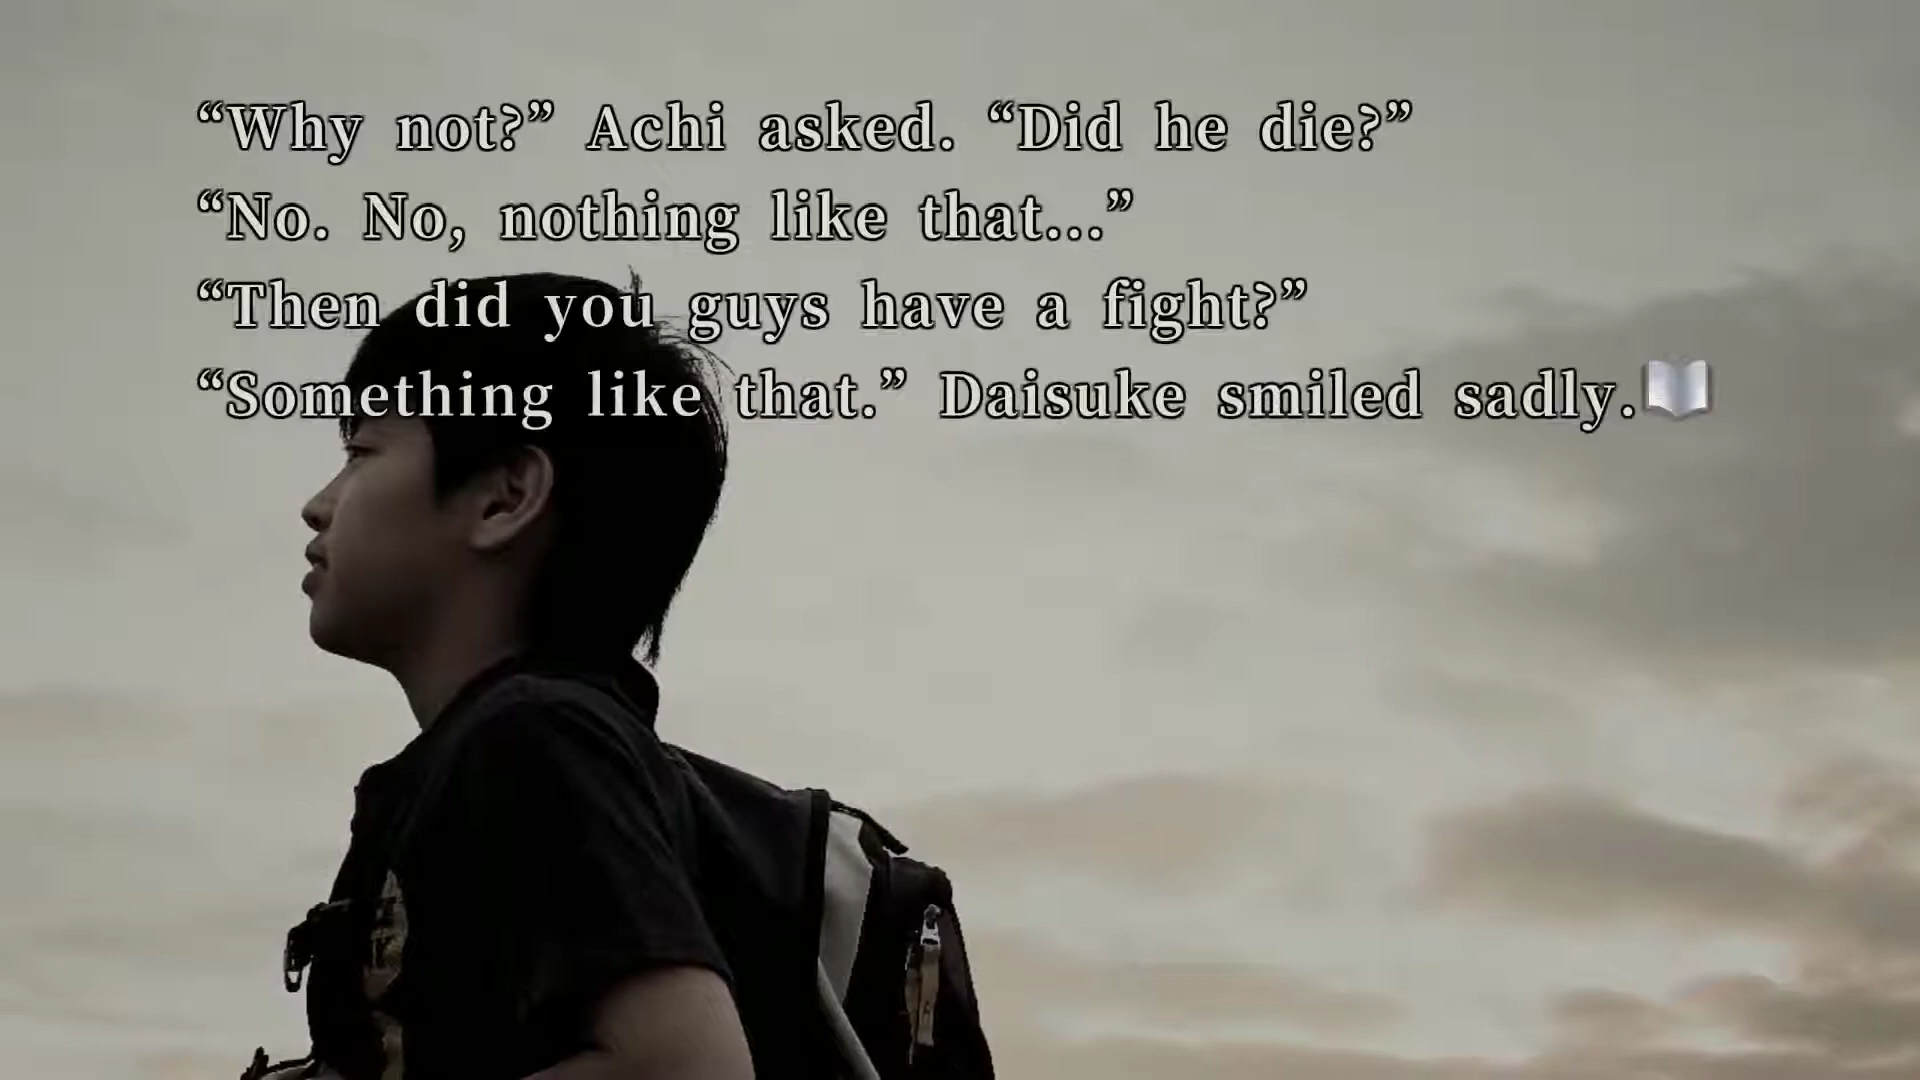 “Why not?” Achi asked. “Did he die?”
“No. No, nothing like that...”
“Then did you guys have a fight?”
“Something like that.” Daisuke smiled sadly.